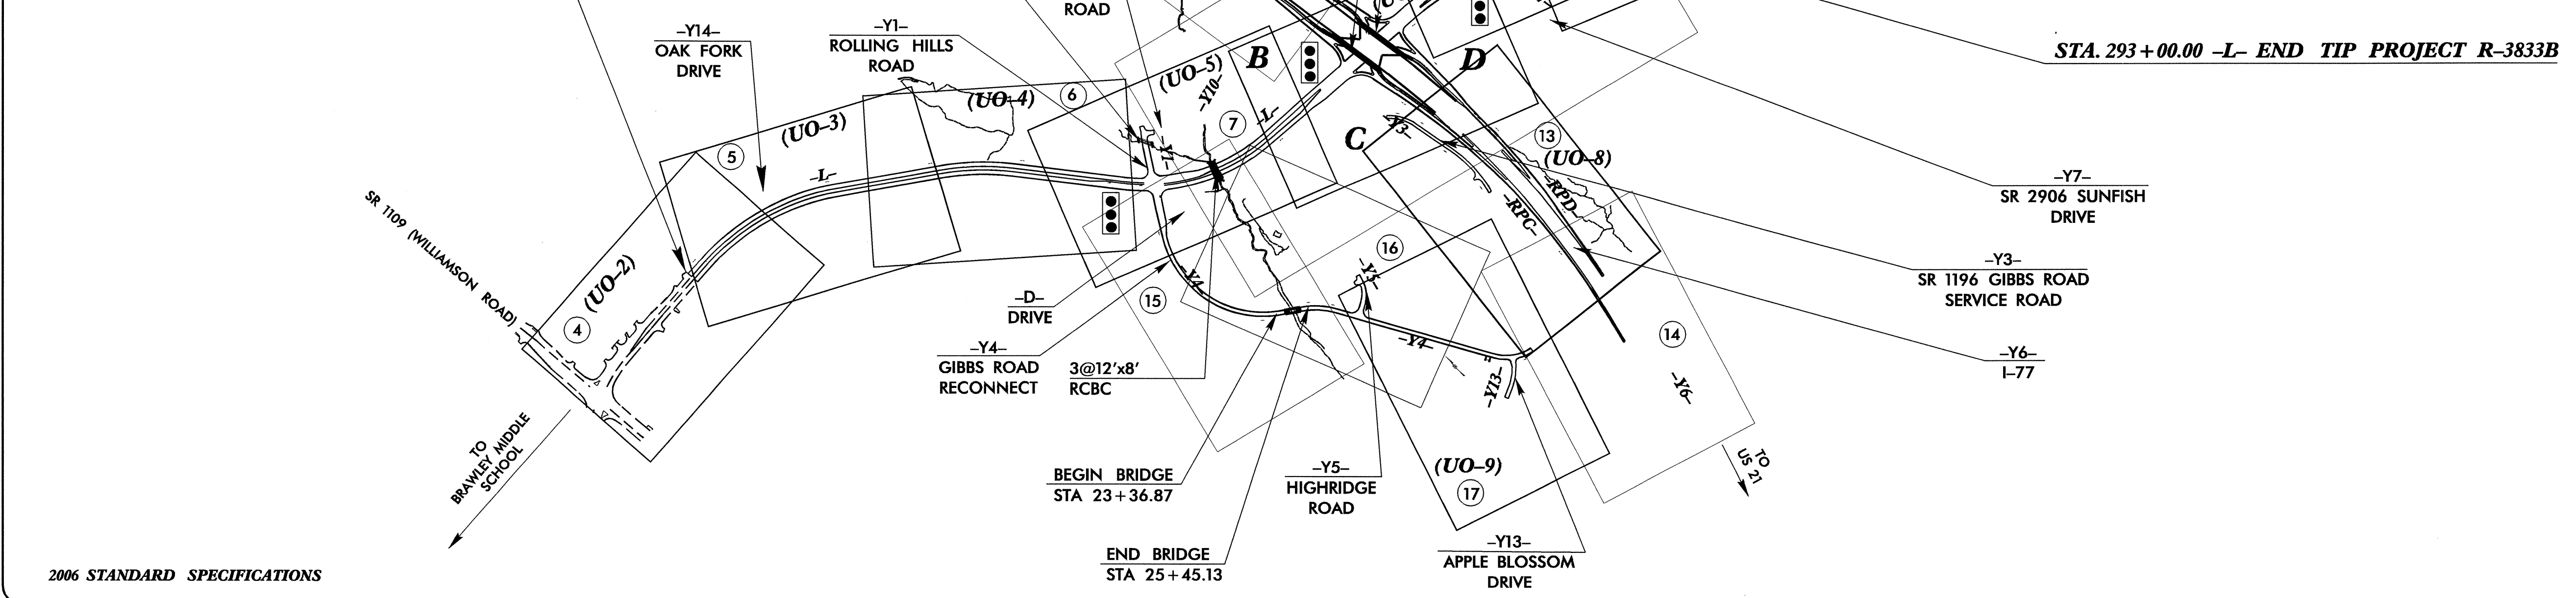 ROAD
STA. 293+00.00 –L– END TIP PROJECT R–3833B
–Y14–
OAK FORK
DRIVE
–Y1–
ROLLING HILLS
ROAD
(UO–5)
B
D
–Y10–
(UO–4)
6
(UO–3)
5
7
–L–
–Y3–
C
13
(UO–8)
–Y1–
–L–
–RPD–
–RPC–
–Y7–
SR 2906 SUNFISH
DRIVE
SR 1109 (WILLIAMSON ROAD)
(UO–2)
4
16
–Y5–
–Y4–
15
–D–
DRIVE
–Y3–
SR 1196 GIBBS ROAD
SERVICE ROAD
14
–Y4–
GIBBS ROAD
RECONNECT
3@12'x8'
RCBC
–Y4–
–Y13–
–Y6–
–Y6–
I–77
TO
BRAWLEY MIDDLE
SCHOOL
TO
US 21
BEGIN BRIDGE
STA 23+36.87
–Y5–
HIGHRIDGE
ROAD
(UO–9)
17
END BRIDGE
STA 25+45.13
–Y13–
APPLE BLOSSOM
DRIVE
2006 STANDARD SPECIFICATIONS